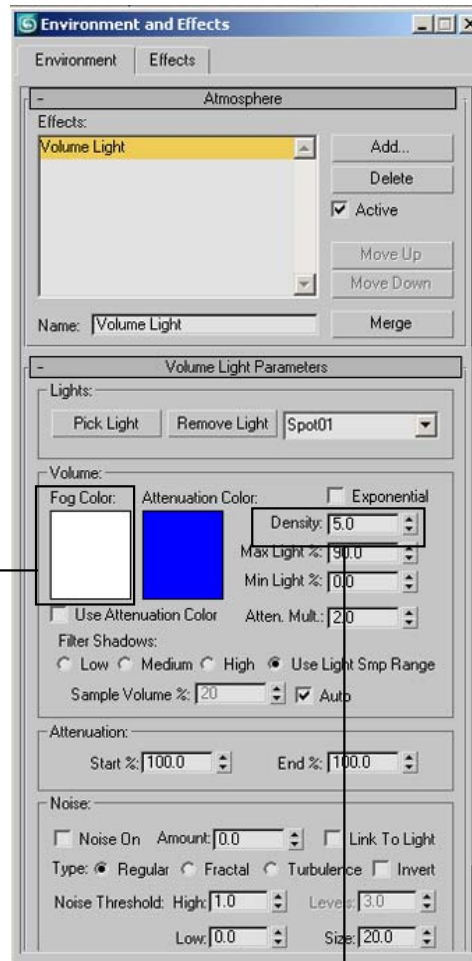 Environment and Effects
Environment Effects
- Atmosphere
Effects:
Volume Light
Add...
Delete
Active
Move Up
Move Down
Name: Volume Light Merge
- Volume Light Parameters
Lights:
Pick Light Remove Light Spot01
Volume:
Fog Color: Attenuation Color: Exponential
Density: 5.0
Max Light %: 90.0
Min Light %: 0.0
Use Attenuation Color Atten. Mult.: 2.0
Filter Shadows:
Low Medium High Use Light Smp Range
Sample Volume %: 20 Auto
Attenuation:
Start %: 100.0 End %: 100.0
Noise:
Noise On Amount: 0.0 Link To Light
Type: Regular Fractal Turbulence Invert
Noise Threshold: High: 1.0 Levels: 3.0
Low: 0.0 Size: 20.0